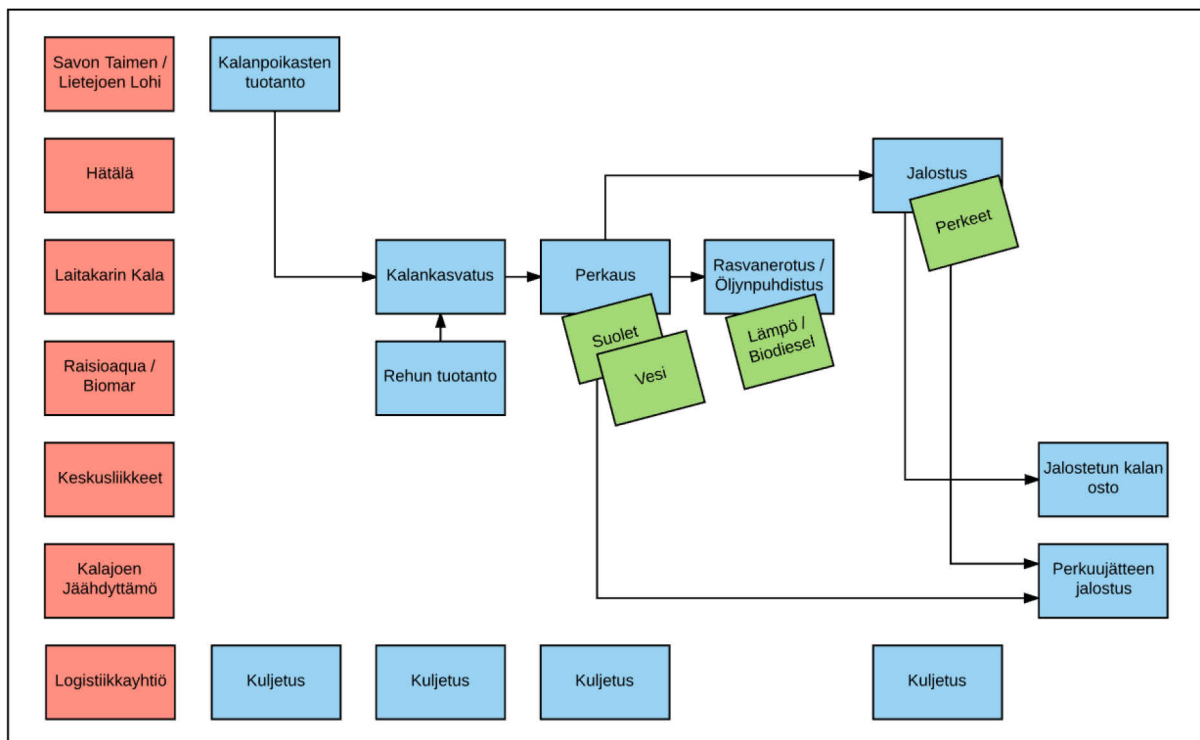 Savon Taimen /
Lietejoen Lohi
Kalanpoikasten
tuotanto
Hätälä
Jalostus
Perkeet
Laitakarin Kala
Kalankasvatus
Perkaus
Rasvanerotus /
Öljynpuhdistus
Suolet
Vesi
Lämpö /
Biodiesel
Raisioaqua /
Biomar
Rehun tuotanto
Keskusliikkeet
Jalostetun kalan
osto
Kalajoen
Jäähdyttämö
Perkuujätteen
jalostus
Logistiikkayhtiö
Kuljetus
Kuljetus
Kuljetus
Kuljetus